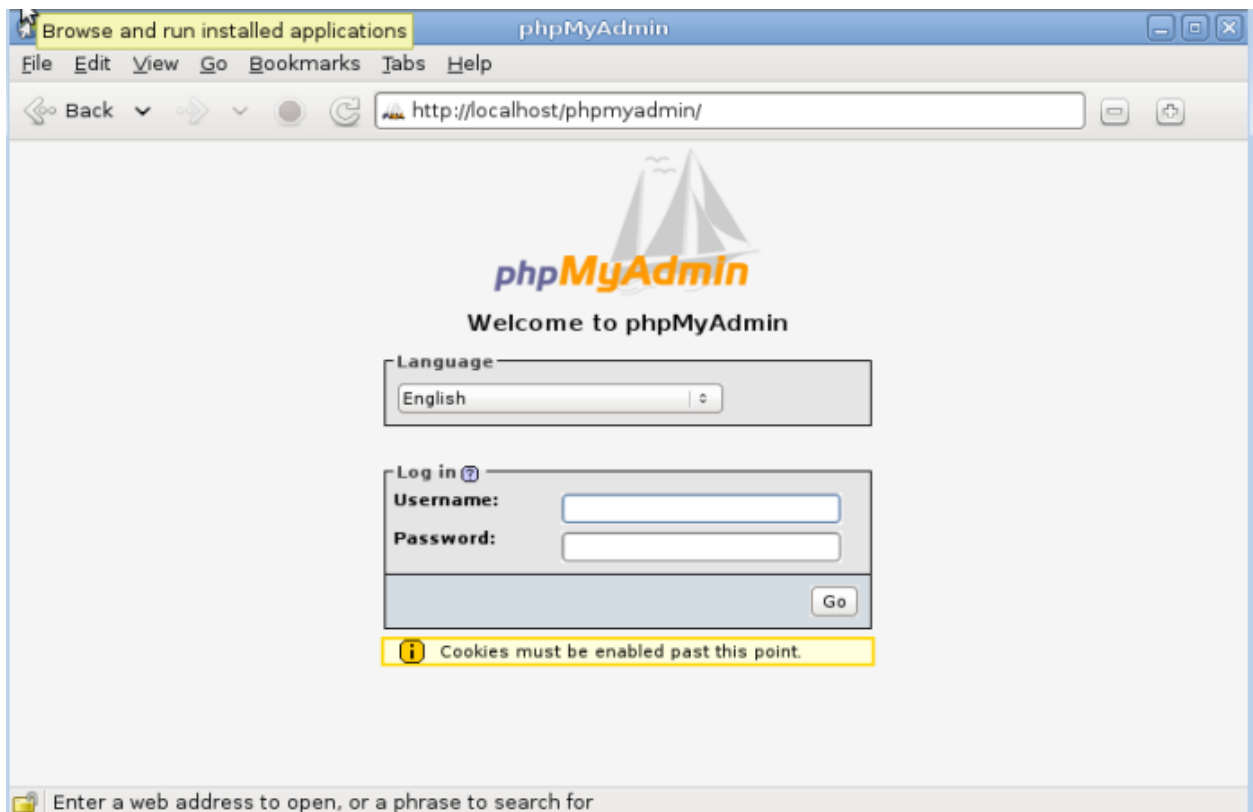 Browse and run installed applications
phpMyAdmin
File Edit View Go Bookmarks Tabs Help
Back http://localhost/phpmyadmin/
phpMyAdmin
Welcome to phpMyAdmin
Language
English
Log in ?
Username:
Password:
Go
i Cookies must be enabled past this point.
Enter a web address to open, or a phrase to search for